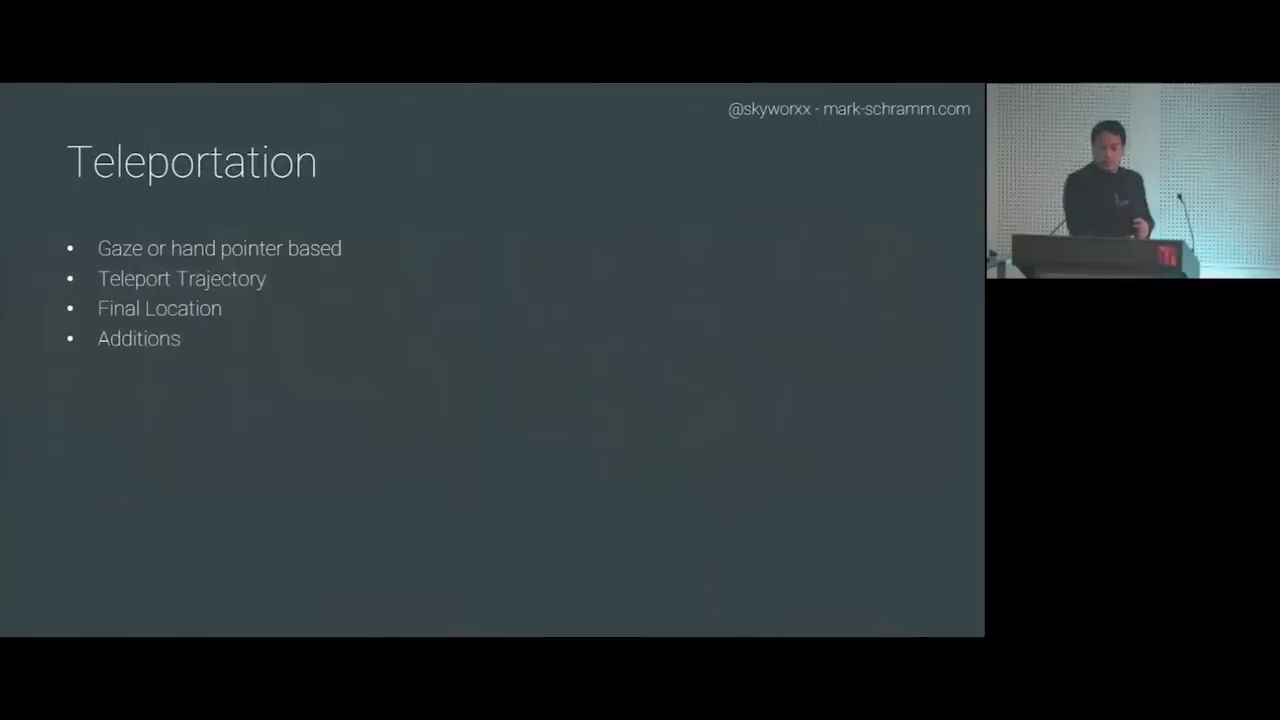 @skyworxx - mark-schramm.com
Teleportation
• Gaze or hand pointer based
• Teleport Trajectory
• Final Location
• Additions